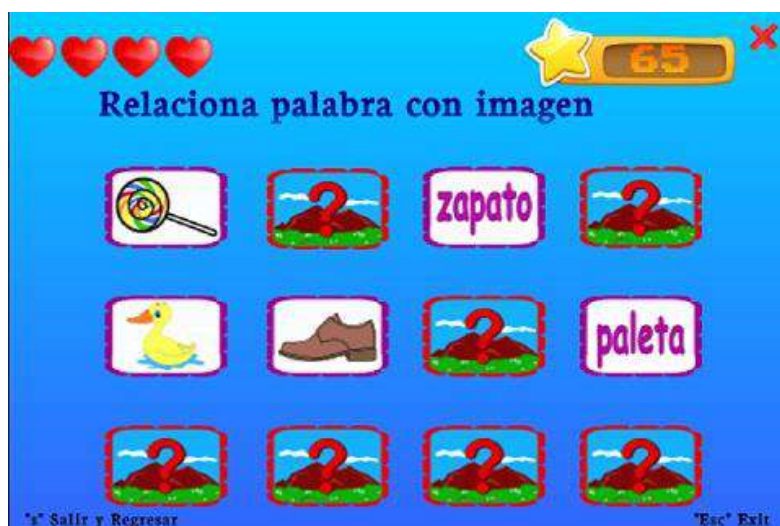 65
Relaciona palabra con imagen
?
zapato
?
?
paleta
?
?
?
?
"s" Salir y Regresar
"Esc" Exit